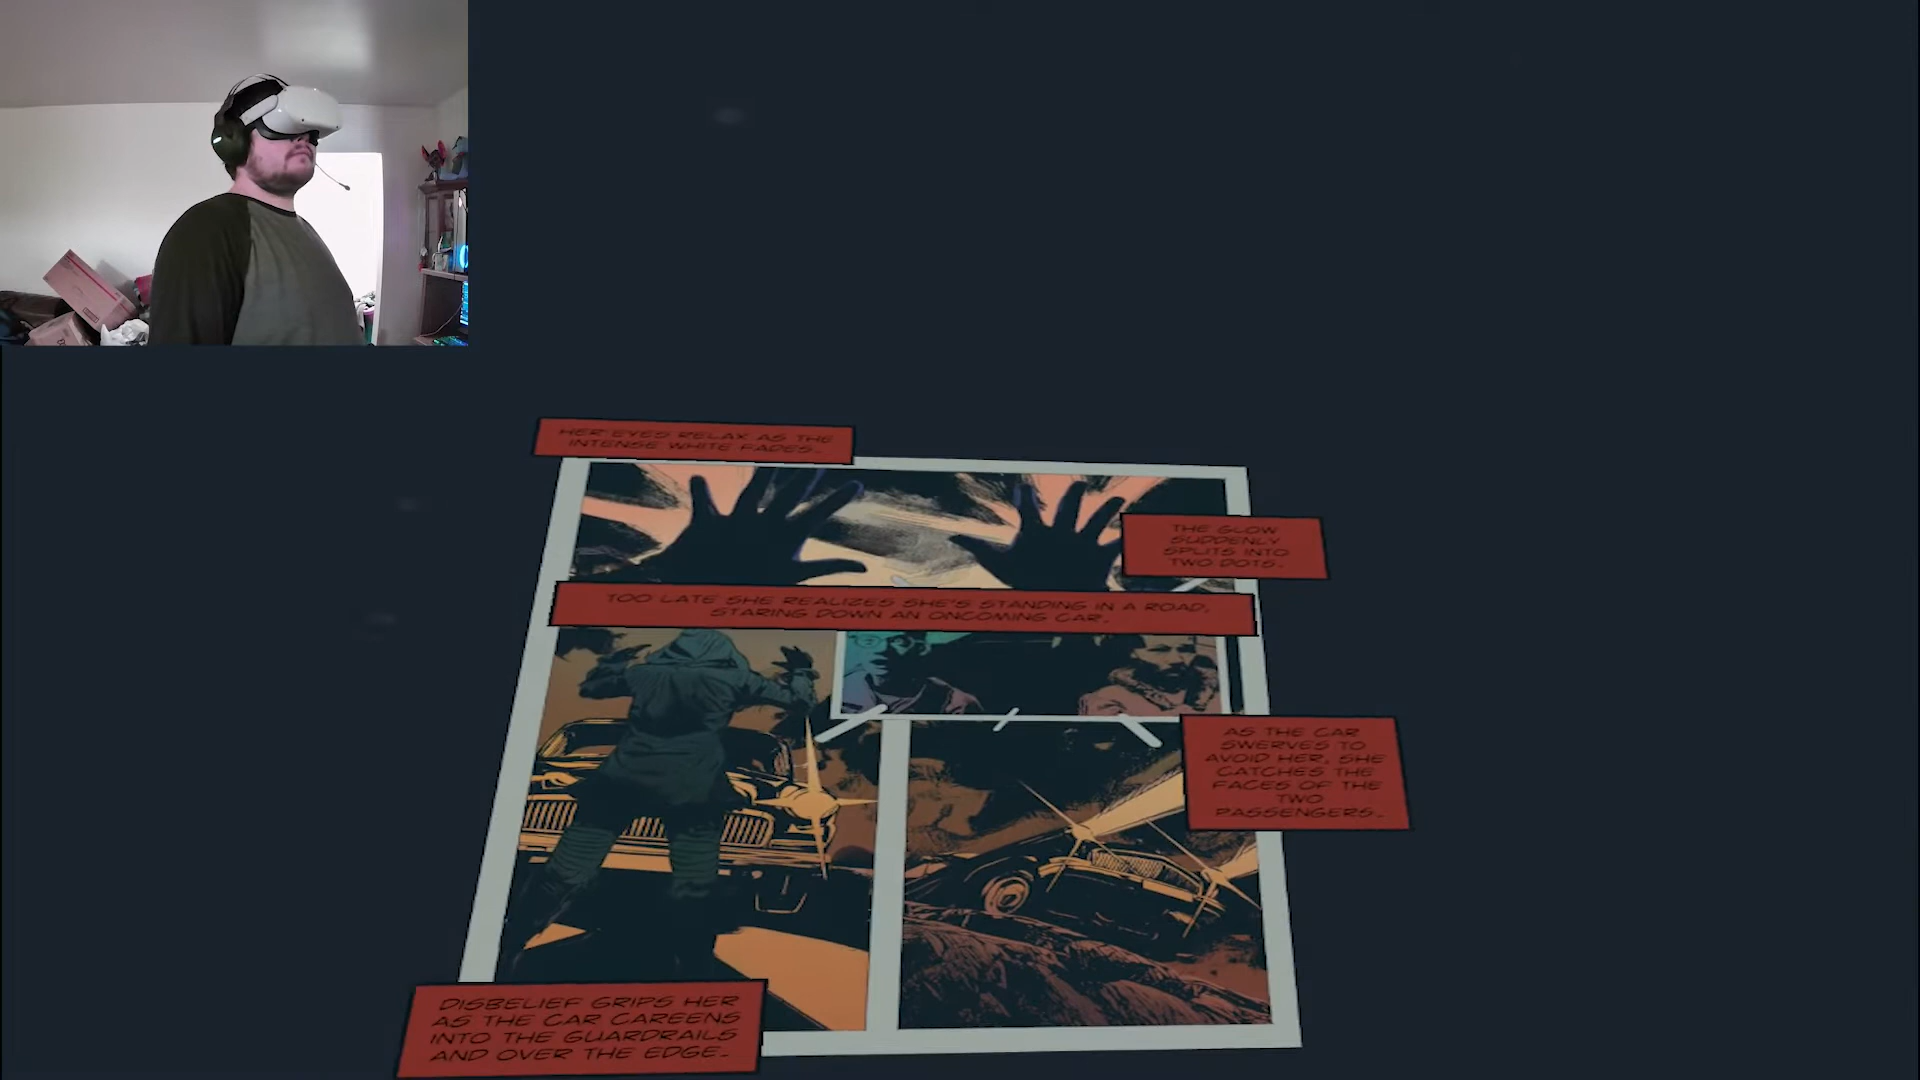 HER EYES RELAX AS THE
INTENSE WHITE FADES.
THE GLOW
SUDDENLY
SPLITS INTO
TWO DOTS.
TOO LATE SHE REALIZES SHE'S STANDING IN A ROAD,
STARING DOWN AN ONCOMING CAR.
AS THE CAR
SWERVES TO
AVOID HER, SHE
CATCHES THE
FACES OF THE
TWO
PASSENGERS.
DISBELIEF GRIPS HER
AS THE CAR CAREENS
INTO THE GUARDRAILS
AND OVER THE EDGE.